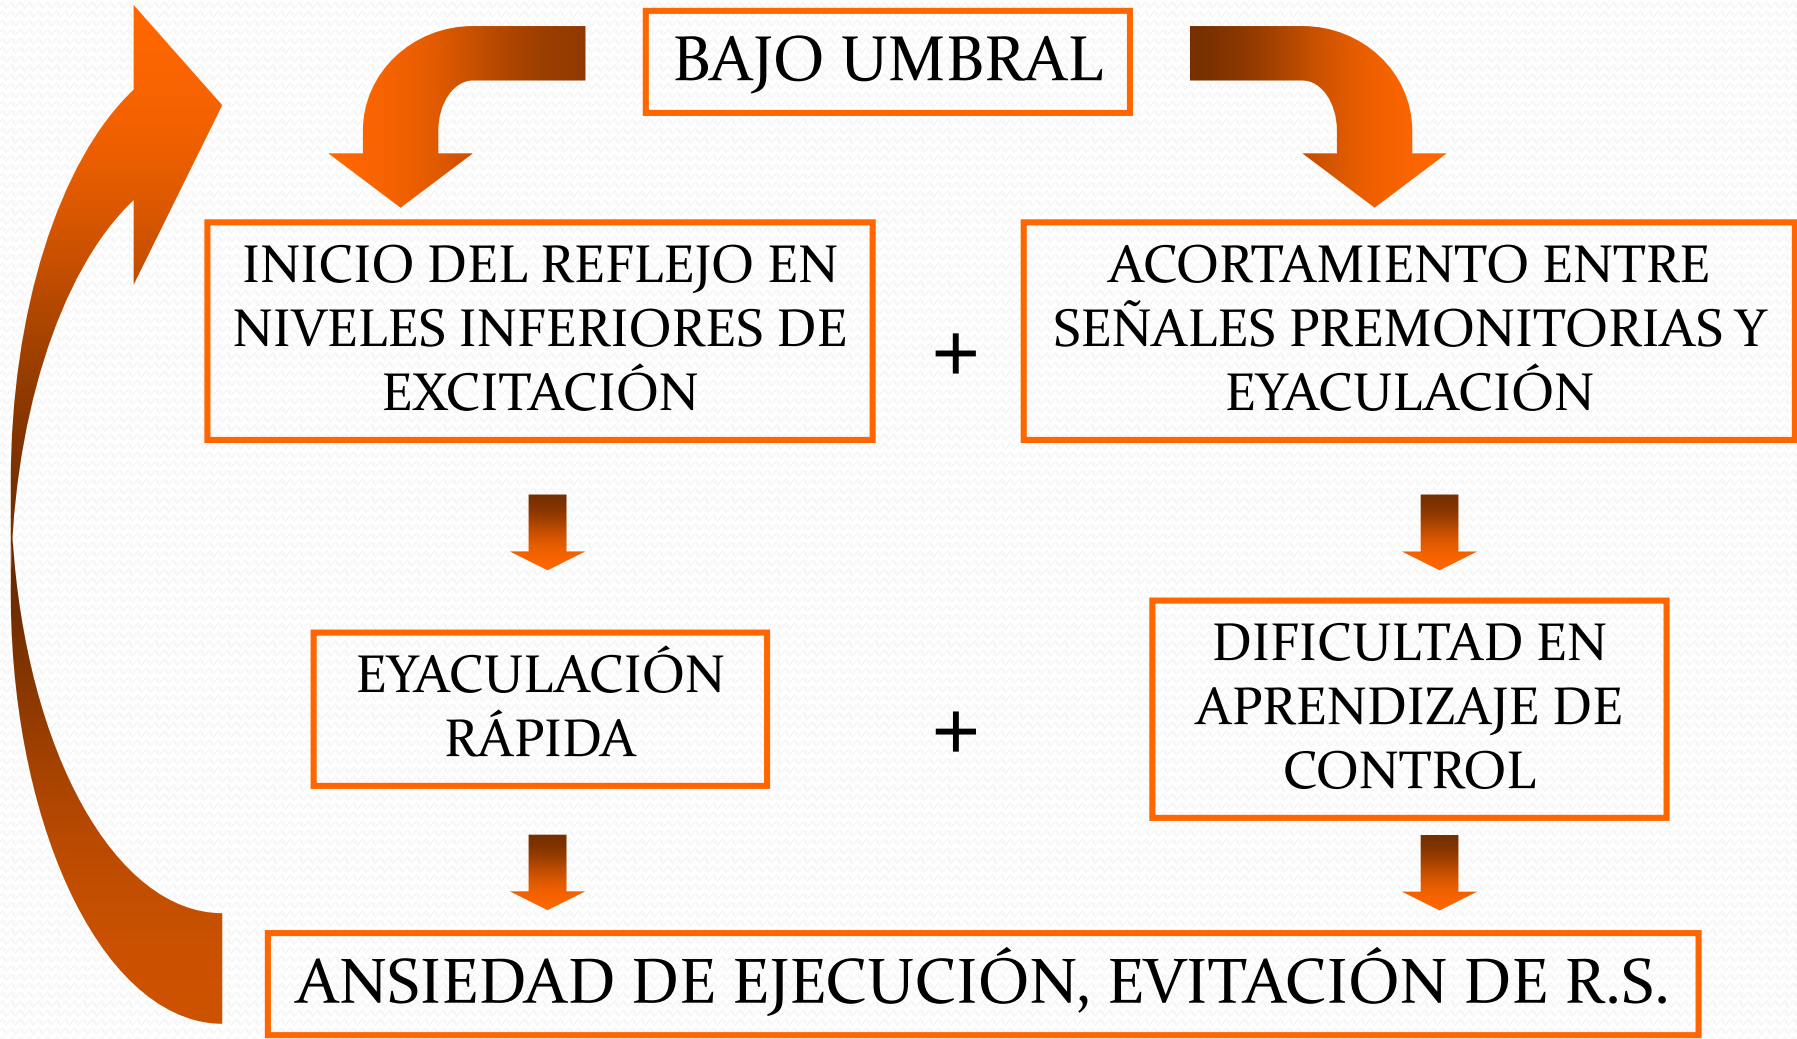 BAJO UMBRAL
INICIO DEL REFLEJO EN
NIVELES INFERIORES DE
EXCITACIÓN
+
ACORTAMIENTO ENTRE
SEÑALES PREMONITORIAS Y
EYACULACIÓN
EYACULACIÓN
RÁPIDA
+
DIFICULTAD EN
APRENDIZAJE DE
CONTROL
ANSIEDAD DE EJECUCIÓN, EVITACIÓN DE R.S.